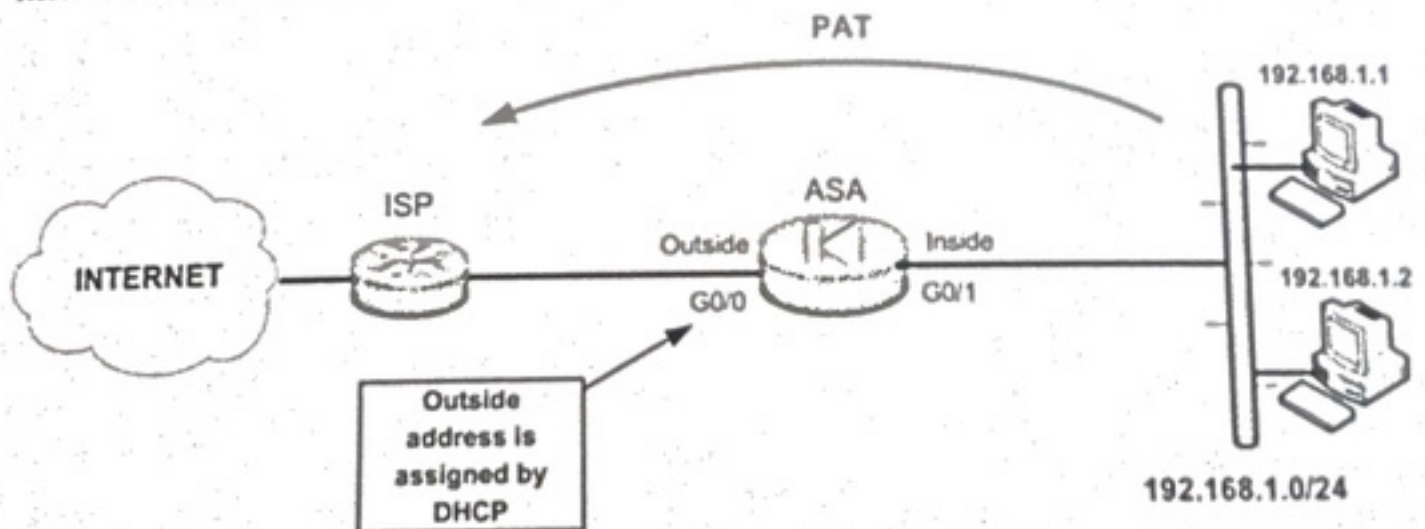 PAT
192.168.1.1
ISP
ASA
Outside
Inside
INTERNET
G0/0
G0/1
192.168.1.2
Outside
address is
assigned by
DHCP
192.168.1.0/24